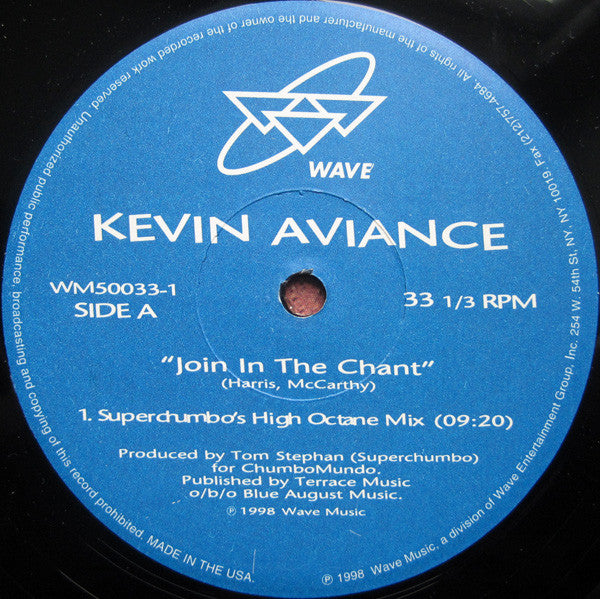 WAVE
KEVIN AVIANCE
WM50033-1
SIDE A
33 1/3 RPM
"Join In The Chant"
(Harris, McCarthy)
1. Superchumbo's High Octane Mix (09:20)
Produced by Tom Stephan (Superchumbo)
for ChumboMundo.
Published by Terrace Music
o/b/o Blue August Music.
℗ 1998 Wave Music
℗ 1998 Wave Music, a division of Wave Entertainment Group, Inc. 254 W. 54th St, NY, NY 10019 Fax (212)757-4684. All rights of the manufacturer and the owner of the recorded work reserved. Unauthorized public performance, broadcasting and copying of this record prohibited. MADE IN THE USA.